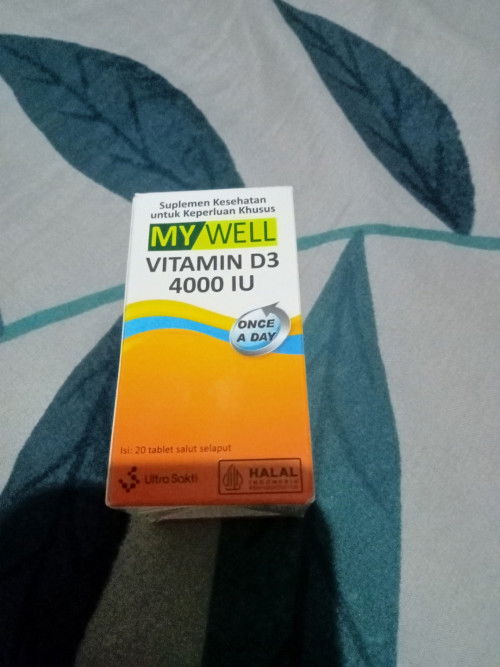 Suplemen Kesehatan
untuk Keperluan Khusus
MY WELL
VITAMIN D3
4000 IU
ONCE
A DAY
Isi: 20 tablet salut selaput
Ultra Sakti
HALAL
INDONESIA